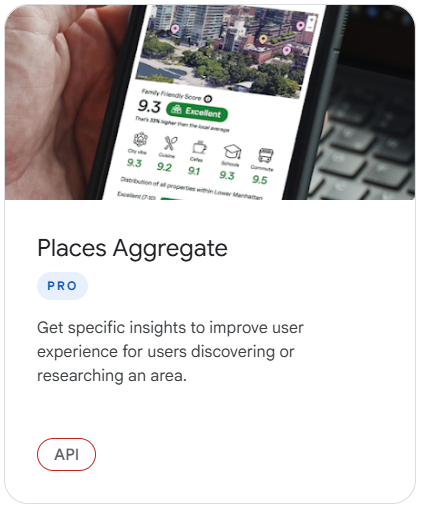 Family Friendly Score
9.3 Excellent
That's 33% higher than the local average
City vibe
Cuisine
Cafes
Schools
Commute
9.3
9.2
9.1
9.3
9.5
Distribution of all properties within Lower Manhattan
Excellent (7-10)
Places Aggregate
PRO
Get specific insights to improve user
experience for users discovering or
researching an area.
API